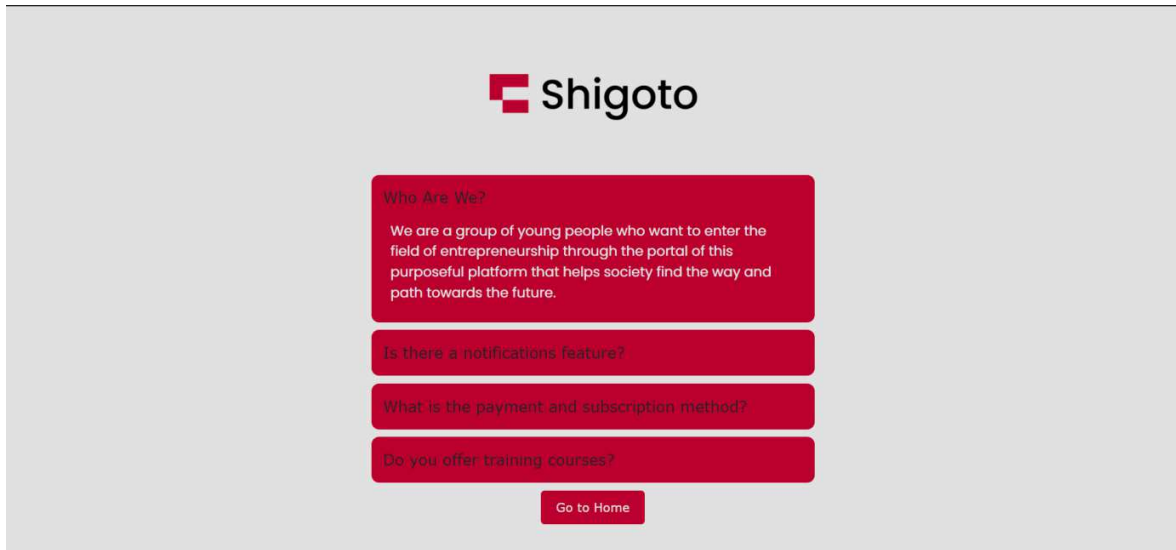 Shigoto
Who Are We?
We are a group of young people who want to enter the
field of entrepreneurship through the portal of this
purposeful platform that helps society find the way and
path towards the future.
Is there a notifications feature?
What is the payment and subscription method?
Do you offer training courses?
Go to Home